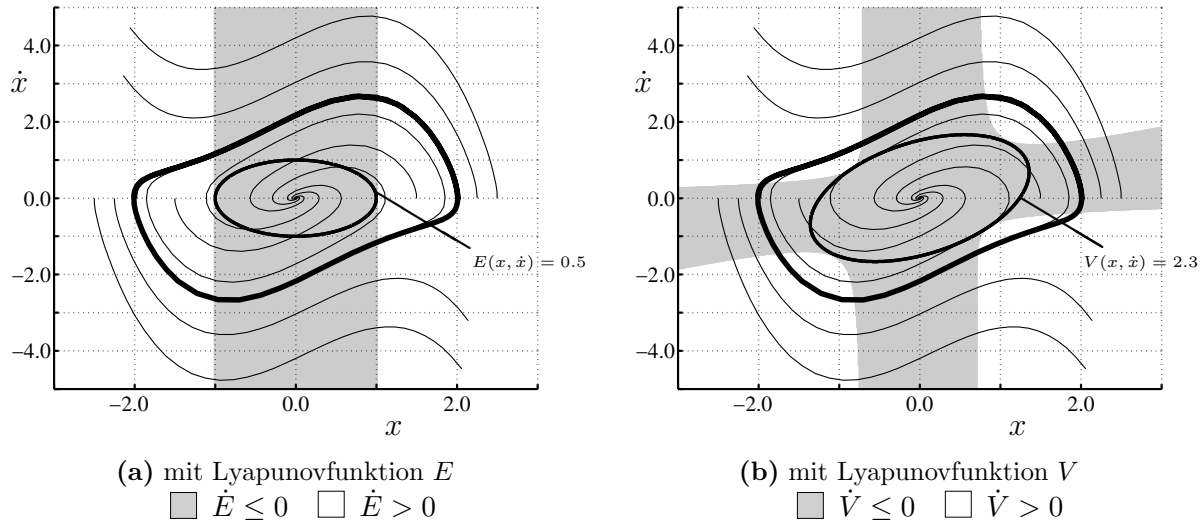 4.0
ẋ
2.0
0.0
−2.0
−4.0
E(x, ẋ) = 0.5
−2.0 0.0 2.0
x
(a) mit Lyapunovfunktion E
Ė ≤ 0 Ė > 0
4.0
ẋ
2.0
0.0
−2.0
−4.0
V(x, ẋ) = 2.3
−2.0 0.0 2.0
x
(b) mit Lyapunovfunktion V
V̇ ≤ 0 V̇ > 0